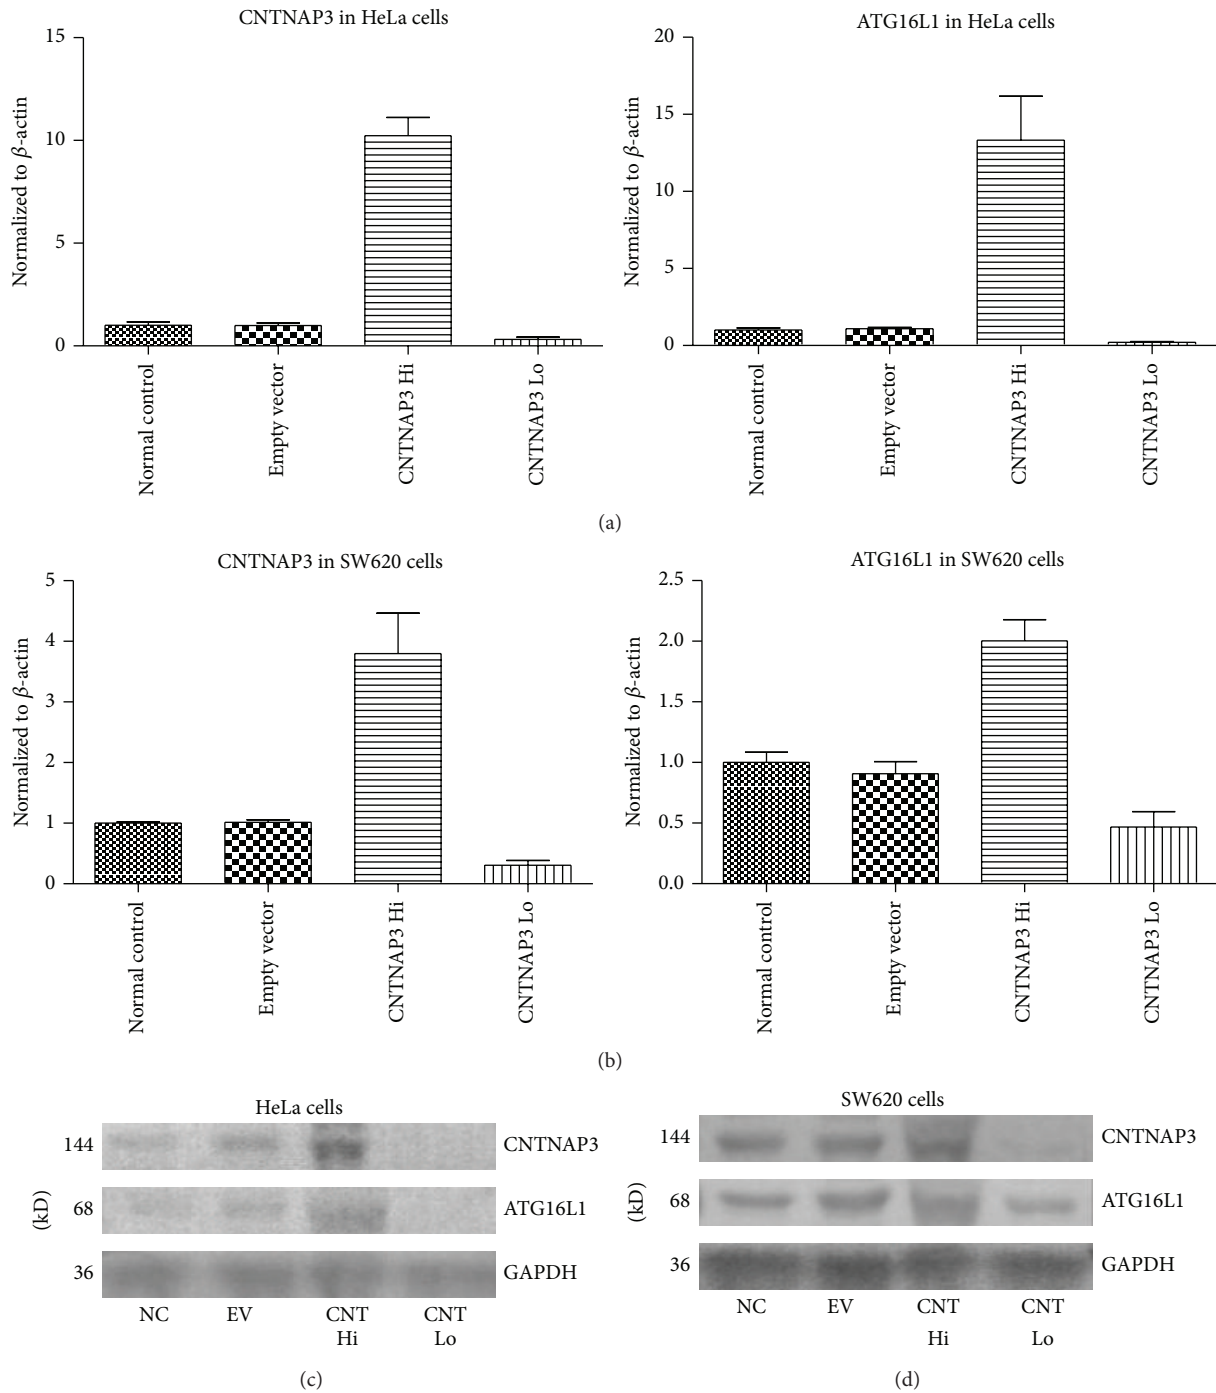 CNTNAP3 in HeLa cells
Normalized to β-actin
15
10
5
0
Normal control
Empty vector
CNTNAP3 Hi
CNTNAP3 Lo
ATG16L1 in HeLa cells
Normalized to β-actin
20
15
10
5
0
Normal control
Empty vector
CNTNAP3 Hi
CNTNAP3 Lo
(a)
CNTNAP3 in SW620 cells
Normalized to β-actin
5
4
3
2
1
0
Normal control
Empty vector
CNTNAP3 Hi
CNTNAP3 Lo
ATG16L1 in SW620 cells
Normalized to β-actin
2.5
2.0
1.5
1.0
0.5
0.0
Normal control
Empty vector
CNTNAP3 Hi
CNTNAP3 Lo
(b)
HeLa cells
(kD)
144 CNTNAP3
68 ATG16L1
36 GAPDH
NC EV CNT CNT
Hi Lo
(c)
SW620 cells
(kD)
144 CNTNAP3
68 ATG16L1
36 GAPDH
NC EV CNT CNT
Hi Lo
(d)